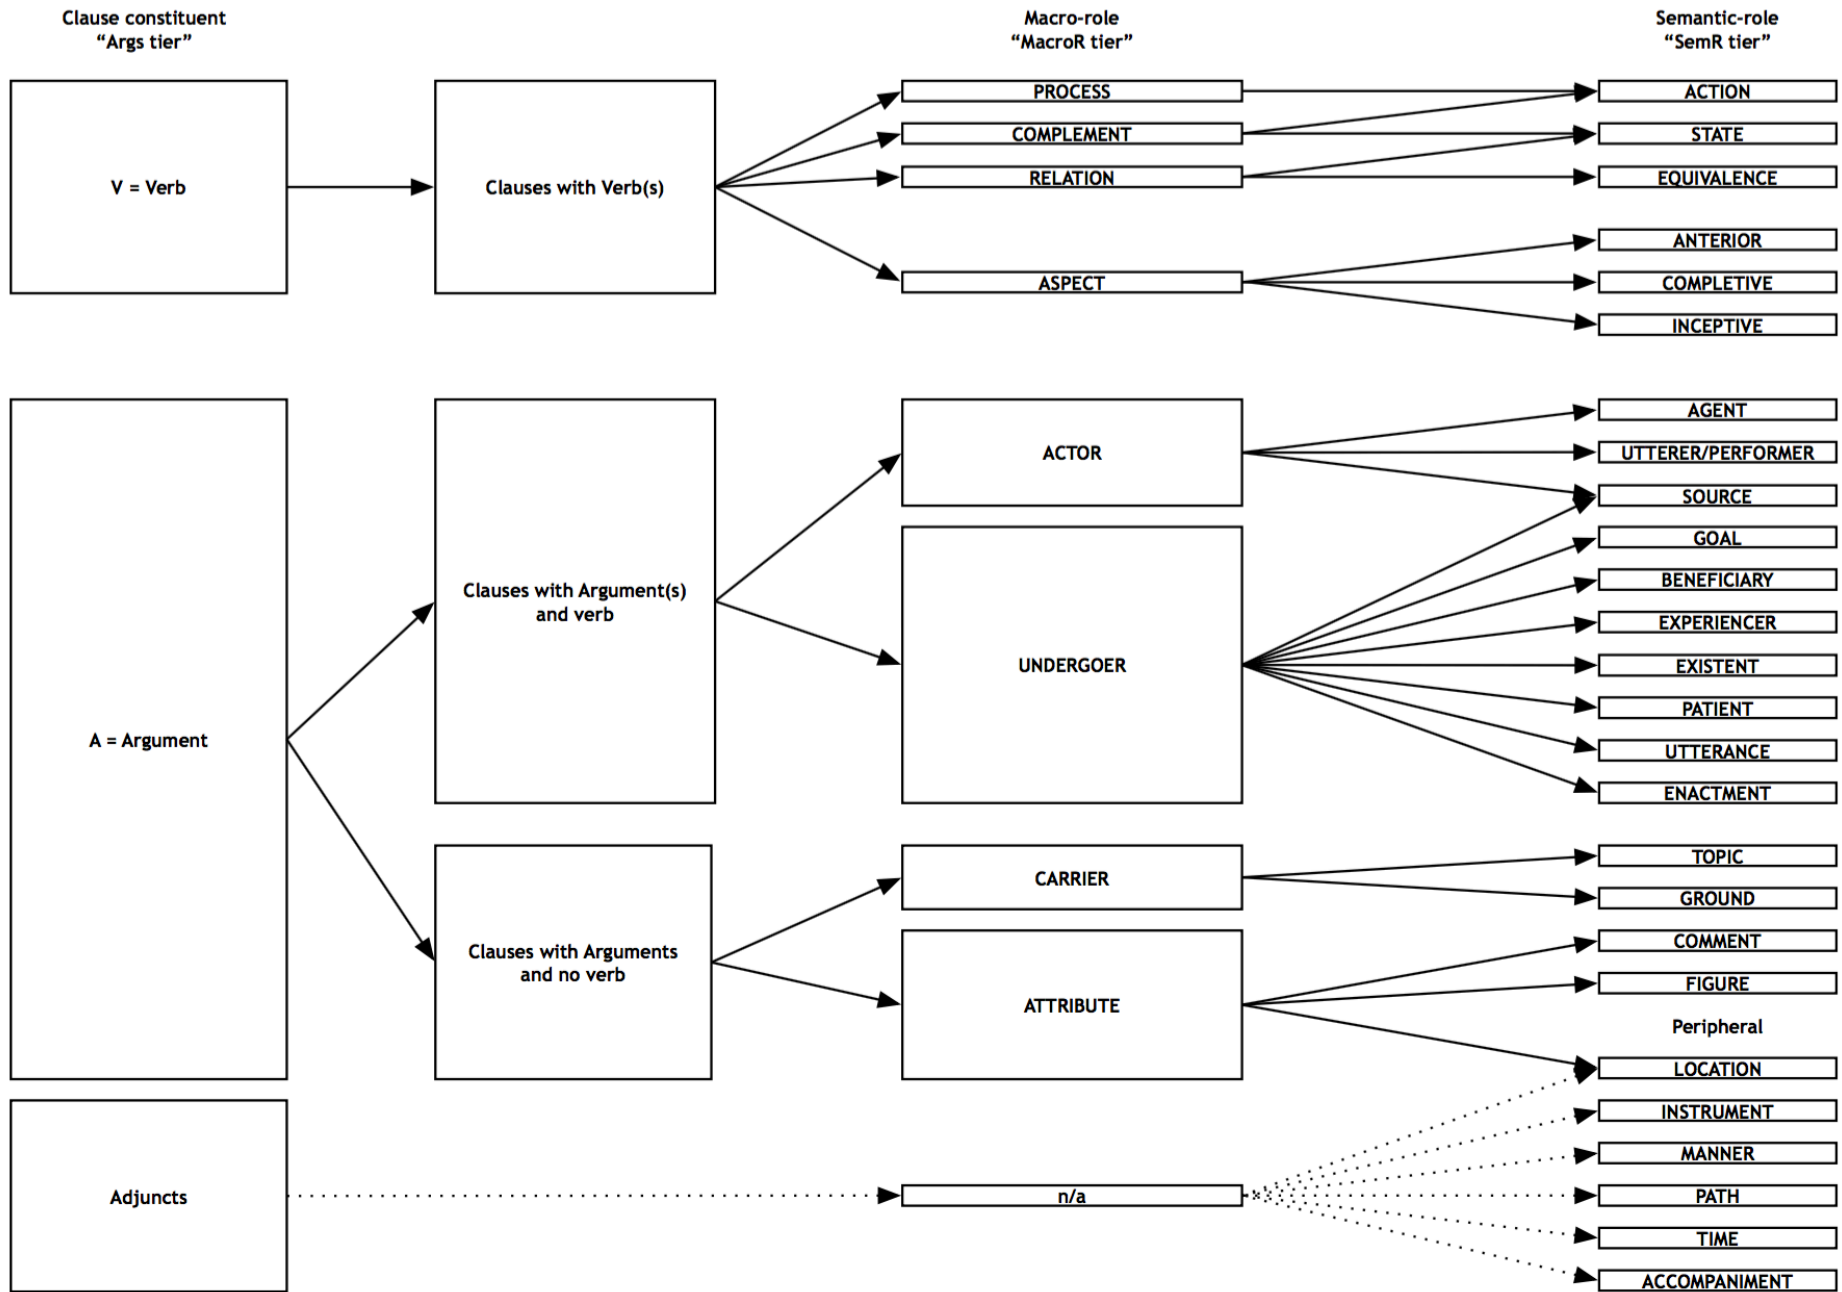 Clause constituent
“Args tier”
Macro-role
“MacroR tier”
Semantic-role
“SemR tier”
V = Verb
Clauses with Verb(s)
PROCESS
COMPLEMENT
RELATION
ASPECT
ACTION
STATE
EQUIVALENCE
ANTERIOR
COMPLETIVE
INCEPTIVE
A = Argument
Clauses with Argument(s)
and verb
ACTOR
UNDERGOER
AGENT
UTTERER/PERFORMER
SOURCE
GOAL
BENEFICIARY
EXPERIENCER
EXISTENT
PATIENT
UTTERANCE
ENACTMENT
Clauses with Arguments
and no verb
CARRIER
ATTRIBUTE
TOPIC
GROUND
COMMENT
FIGURE
Peripheral
LOCATION
Adjuncts
n/a
INSTRUMENT
MANNER
PATH
TIME
ACCOMPANIMENT